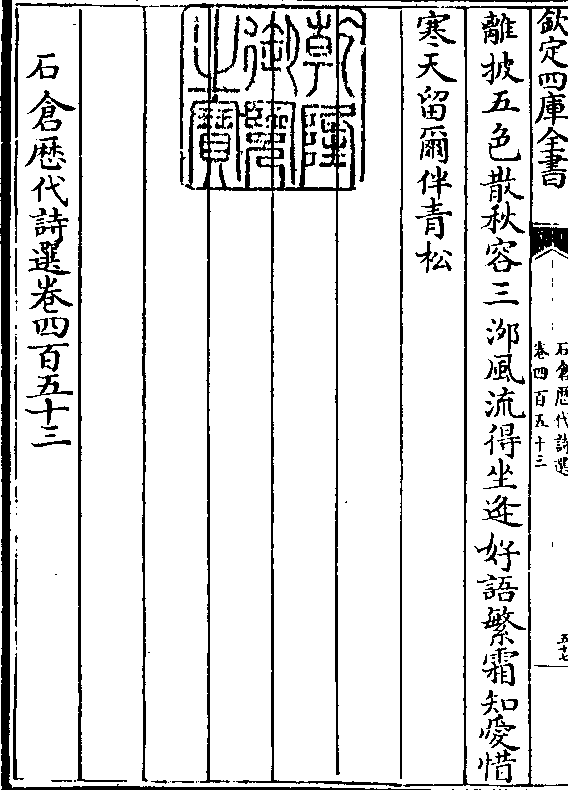 欽定四庫全書
石倉歴代詩選
卷四百五十三
五十七
離披五色散秋容三泖風流得坐逄好語繁霜知愛惜
寒天留爾伴青松
乾隆
御覽
之寶
石倉歴代詩選卷四百五十三